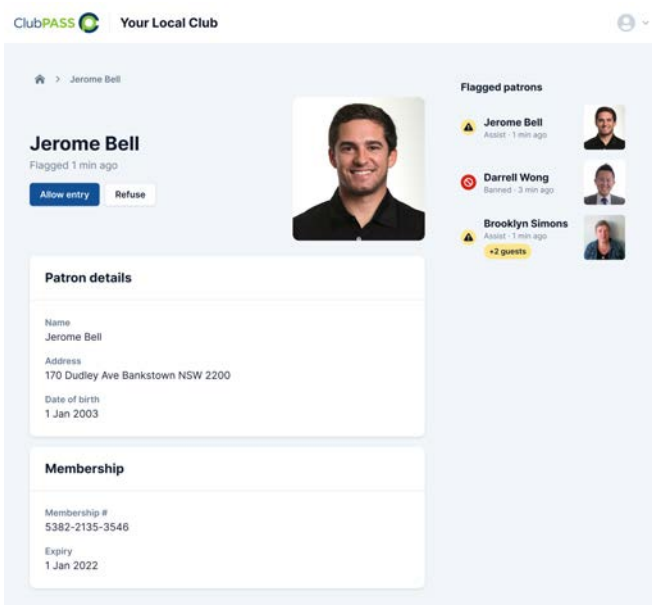 ClubPASS
Your Local Club
Jerome Bell
Jerome Bell
Flagged 1 min ago
Allow entry
Refuse
Patron details
Name
Jerome Bell
Address
170 Dudley Ave Bankstown NSW 2200
Date of birth
1 Jan 2003
Membership
Membership #
5382-2135-3546
Expiry
1 Jan 2022
Flagged patrons
Jerome Bell
Assist · 1 min ago
Darrell Wong
Banned · 3 min ago
Brooklyn Simons
Assist · 1 min ago
+2 guests